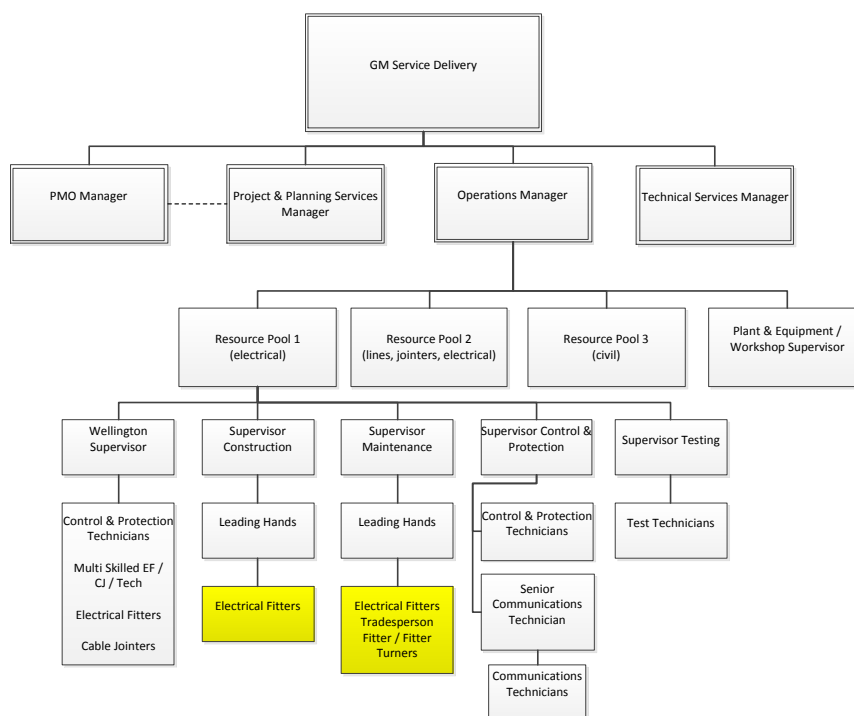 GM Service Delivery
PMO Manager
Project & Planning Services
Manager
Operations Manager
Technical Services Manager
Resource Pool 1
(electrical)
Resource Pool 2
(lines, jointers, electrical)
Resource Pool 3
(civil)
Plant & Equipment /
Workshop Supervisor
Wellington
Supervisor
Supervisor
Construction
Supervisor
Maintenance
Supervisor Control &
Protection
Supervisor Testing
Control & Protection
Technicians
Multi Skilled EF /
CJ / Tech
Electrical Fitters
Cable Jointers
Leading Hands
Leading Hands
Control & Protection
Technicians
Test Technicians
Electrical Fitters
Electrical Fitters
Tradesperson
Fitter / Fitter
Turners
Senior
Communications
Technician
Communications
Technicians